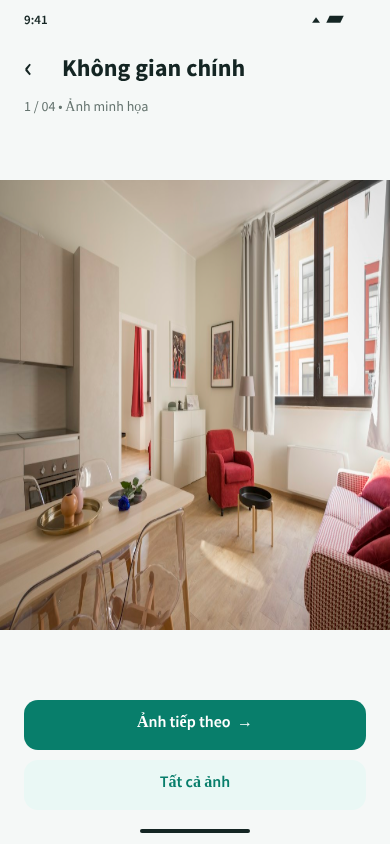 9:41
‹ Không gian chính
1 / 04 • Ảnh minh họa
Ảnh tiếp theo →
Tất cả ảnh